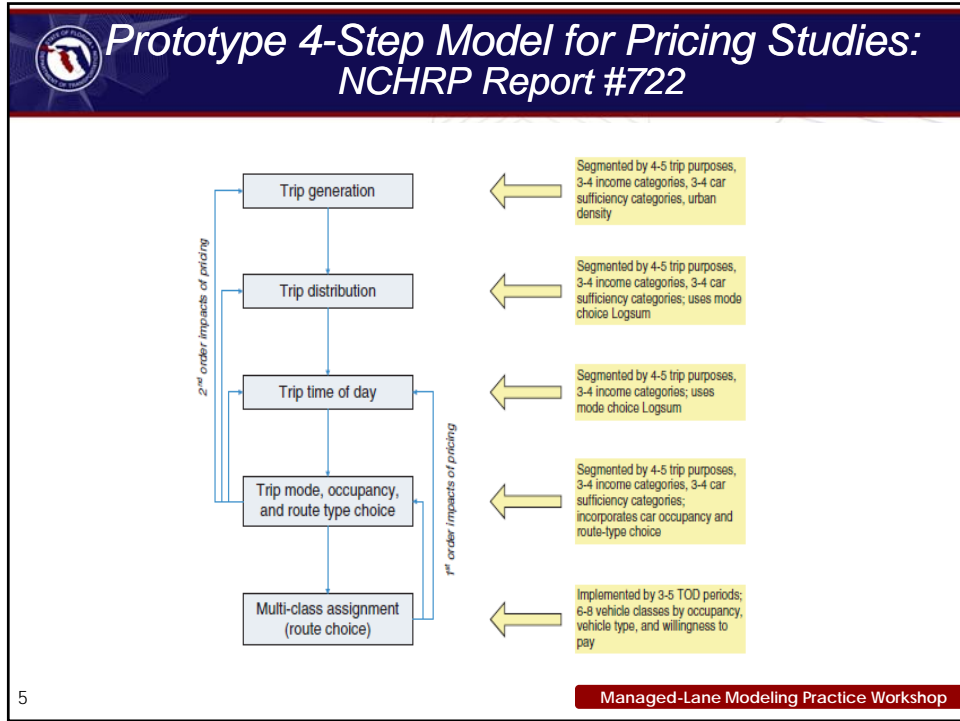 STATE OF FLORIDA
DEPARTMENT OF TRANSPORTATION
Prototype 4-Step Model for Pricing Studies:
NCHRP Report #722
Trip generation
Segmented by 4-5 trip purposes,
3-4 income categories, 3-4 car
sufficiency categories, urban
density
2nd order impacts of pricing
Trip distribution
Segmented by 4-5 trip purposes,
3-4 income categories, 3-4 car
sufficiency categories; uses mode
choice Logsum
Trip time of day
Segmented by 4-5 trip purposes,
3-4 income categories; uses
mode choice Logsum
1st order impacts of pricing
Trip mode, occupancy,
and route type choice
Segmented by 4-5 trip purposes,
3-4 income categories, 3-4 car
sufficiency categories;
incorporates car occupancy and
route-type choice
Multi-class assignment
(route choice)
Implemented by 3-5 TOD periods;
6-8 vehicle classes by occupancy,
vehicle type, and willingness to
pay
5
Managed-Lane Modeling Practice Workshop